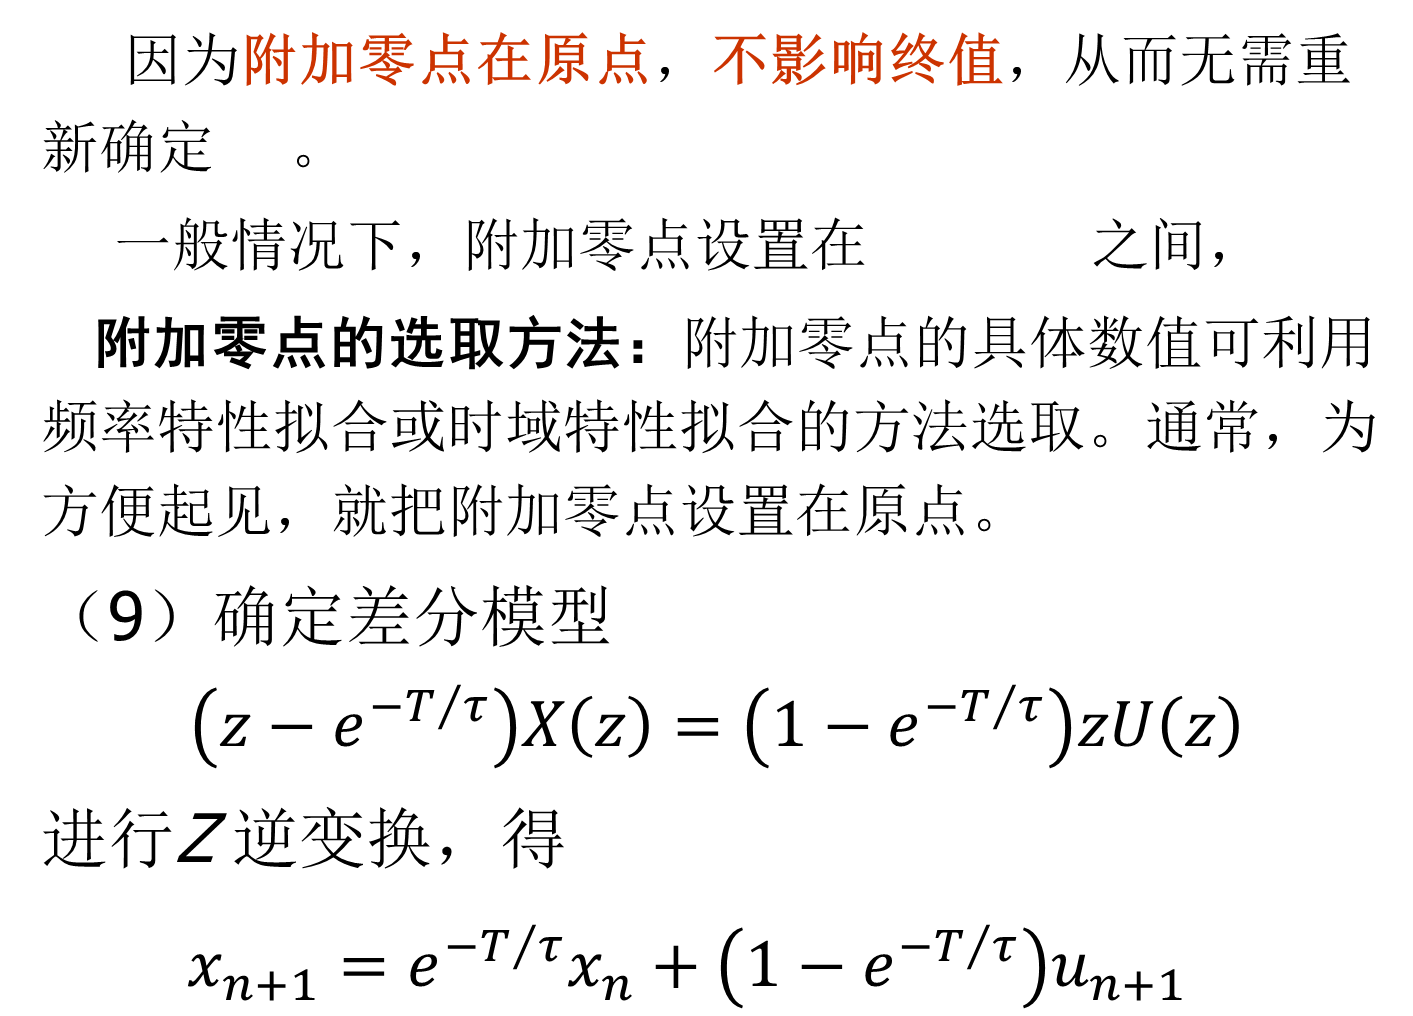 因为附加零点在原点，不影响终值，从而无需重
新确定 。
一般情况下，附加零点设置在 之间，
附加零点的选取方法：附加零点的具体数值可利用
频率特性拟合或时域特性拟合的方法选取。通常，为
方便起见，就把附加零点设置在原点。
（9）确定差分模型
(z − e^{−T/τ})X(z) = (1 − e^{−T/τ})zU(z)
进行Z逆变换，得
x_{n+1} = e^{−T/τ}x_n + (1 − e^{−T/τ})u_{n+1}